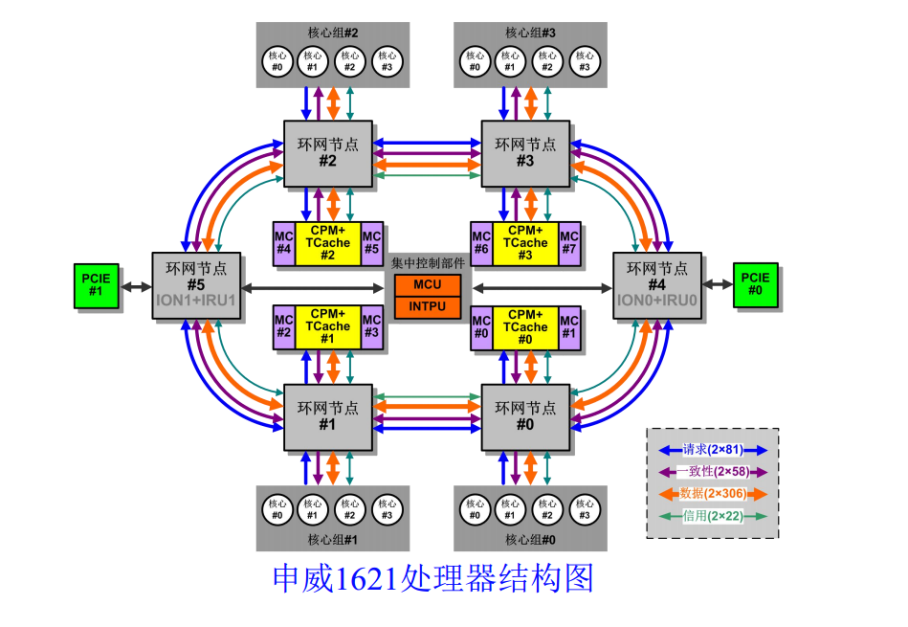 核心组#2
核心
#0
核心
#1
核心
#2
核心
#3
核心组#3
核心
#0
核心
#1
核心
#2
核心
#3
环网节点
#2
环网节点
#3
MC
#4
CPM+
TCache
#2
MC
#5
MC
#6
CPM+
TCache
#3
MC
#7
PCIE
#1
环网节点
#5
ION1+IRU1
集中控制部件
MCU
INTPU
环网节点
#4
ION0+IRU0
PCIE
#0
MC
#2
CPM+
TCache
#1
MC
#3
MC
#0
CPM+
TCache
#0
MC
#1
环网节点
#1
环网节点
#0
核心
#0
核心
#1
核心
#2
核心
#3
核心组#1
核心
#0
核心
#1
核心
#2
核心
#3
核心组#0
请求(2×81)
一致性(2×58)
数据(2×306)
信用(2×22)
申威1621处理器结构图